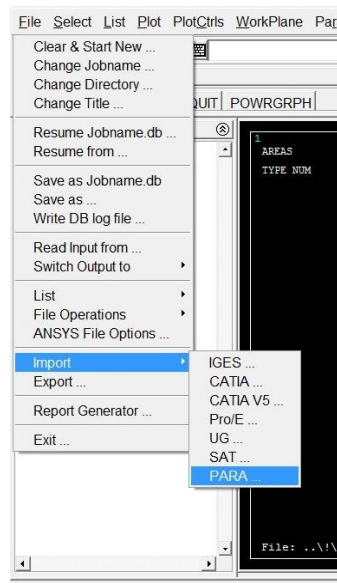 File Select List Plot PlotCtrls WorkPlane
Clear & Start New ...
Change Jobname ...
Change Directory ...
Change Title ...
QUIT POWRGRPH
Resume Jobname.db ...
Resume from ...
Save as Jobname.db
Save as ...
Write DB log file ...
Read Input from ...
Switch Output to
List
File Operations
ANSYS File Options ...
Import
Export ...
Report Generator ...
Exit ...
IGES ...
CATIA ...
CATIA V5 ...
Pro/E ...
UG ...
SAT ...
PARA ...
1
AREAS
TYPE NUM
File: ..\!\